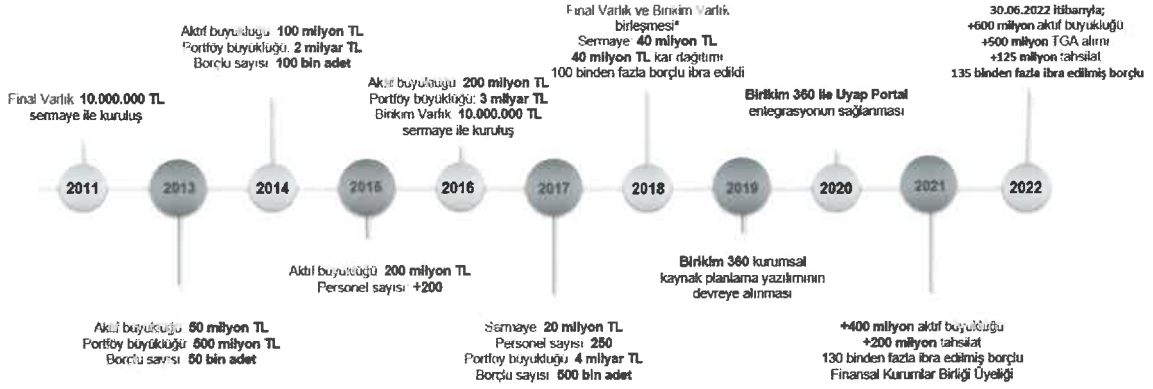 Final Varlık 10.000.000 TL
sermaye ile kuruluş
2011
2013
Aktif büyüklüğü 50 milyon TL
Portföy büyüklüğü 500 milyon TL
Borçlu sayısı 50 bin adet
Aktif büyüklüğü 100 milyon TL
Portföy büyüklüğü: 2 milyar TL
Borçlu sayısı 100 bin adet
2014
2015
Aktif büyüklüğü 200 milyon TL
Personel sayısı +200
Aktif büyüklüğü 200 milyon TL
Portföy büyüklüğü: 3 milyar TL
Birikim Varlık 10.000.000 TL
sermaye ile kuruluş
2016
2017
Sermaye 20 milyon TL
Personel sayısı 250
Portföy büyüklüğü 4 milyar TL
Borçlu sayısı 500 bin adet
Final Varlık ve Birikim Varlık
birleşmesi*
Sermaye 40 milyon TL
40 milyon TL kar dağıtımı
100 binden fazla borçlu ibra edildi
2018
2019
Birikim 360 kurumsal
kaynak planlama yazılımının
devreye alınması
Birikim 360 ile Uyap Portal
entegrasyonun sağlanması
2020
2021
+400 milyon aktif büyüklüğü
+200 milyon tahsilat
130 binden fazla ibra edilmiş borçlu
Finansal Kurumlar Birliği Üyeliği
30.06.2022 itibarıyla;
+600 milyon aktif büyüklüğü
+500 milyon TGA alımı
+125 milyon tahsilat
135 binden fazla ibra edilmiş borçlu
2022